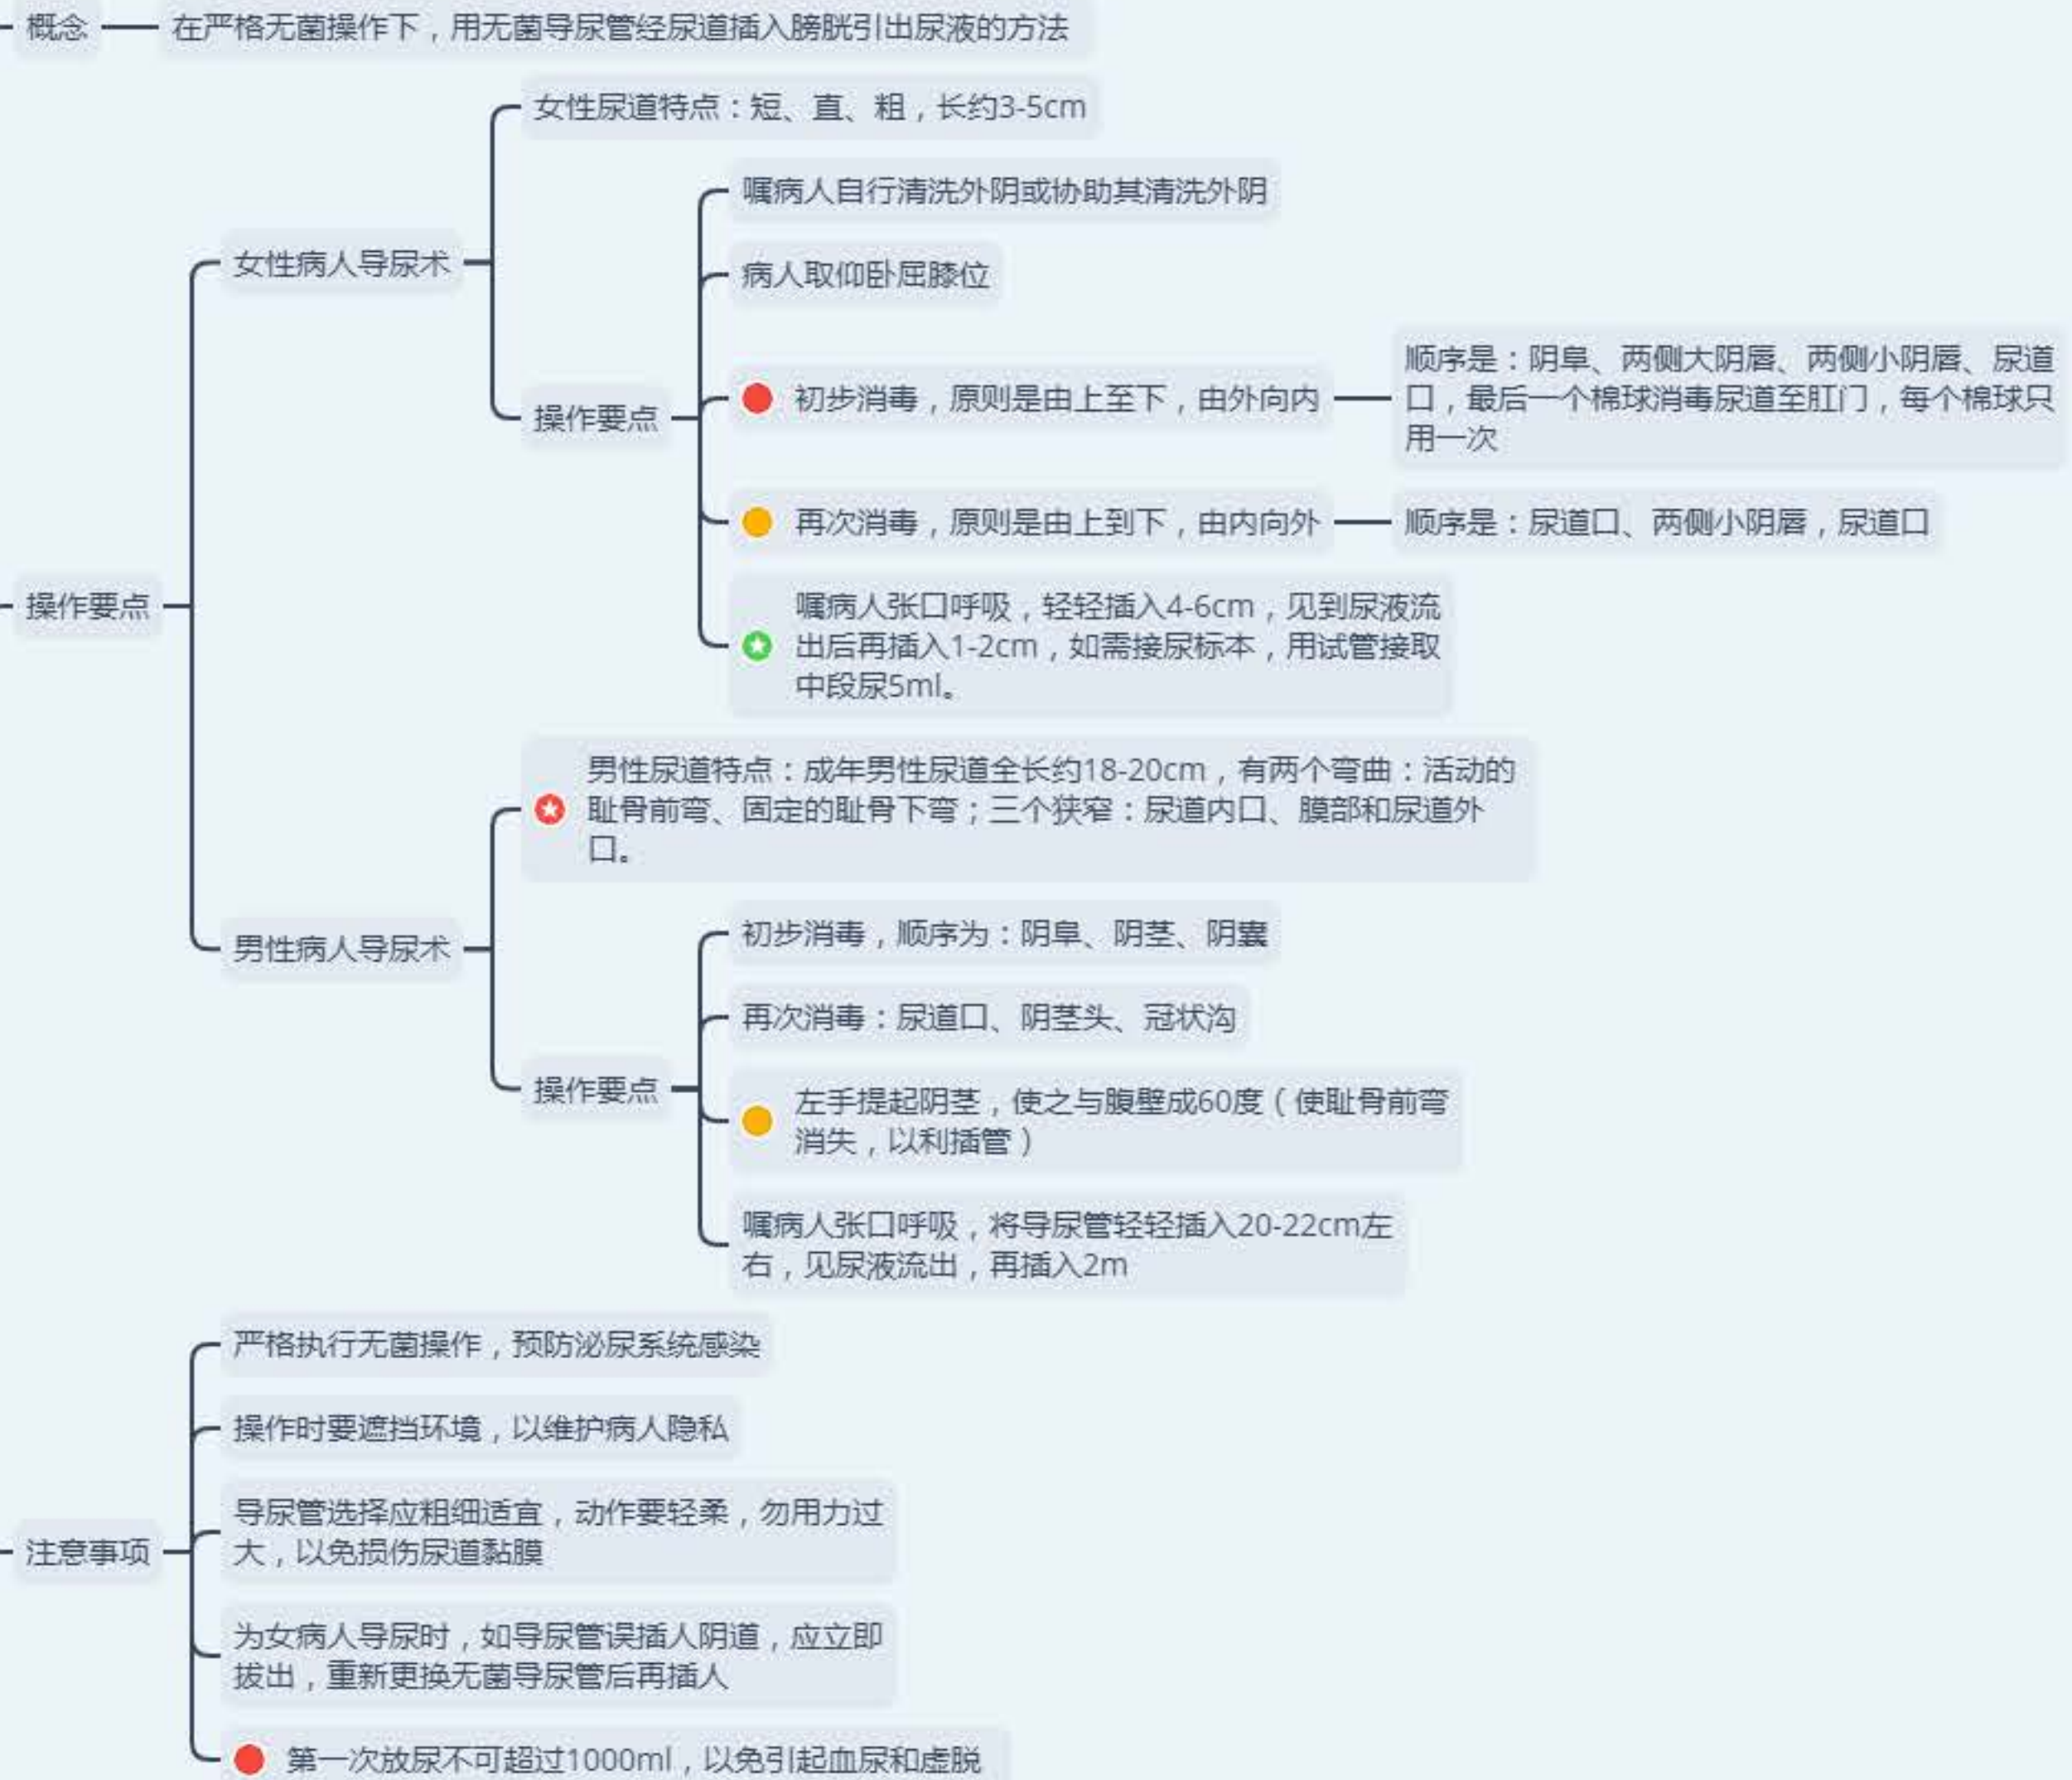 概念
在严格无菌操作下，用无菌导尿管经尿道插入膀胱引出尿液的方法
操作要点
女性病人导尿术
女性尿道特点：短、直、粗，长约3-5cm
操作要点
嘱病人自行清洗外阴或协助其清洗外阴
病人取仰卧屈膝位
初步消毒，原则是由上至下，由外向内
顺序是：阴阜、两侧大阴唇、两侧小阴唇、尿道
口，最后一个棉球消毒尿道至肛门，每个棉球只
用一次
再次消毒，原则是由上到下，由内向外
顺序是：尿道口、两侧小阴唇，尿道口
嘱病人张口呼吸，轻轻插入4-6cm，见到尿液流
出后再插入1-2cm，如需接尿标本，用试管接取
中段尿5ml。
男性病人导尿术
男性尿道特点：成年男性尿道全长约18-20cm，有两个弯曲：活动的
耻骨前弯、固定的耻骨下弯；三个狭窄：尿道内口、膜部和尿道外
口。
操作要点
初步消毒，顺序为：阴阜、阴茎、阴囊
再次消毒：尿道口、阴茎头、冠状沟
左手提起阴茎，使之与腹壁成60度（使耻骨前弯
消失，以利插管）
嘱病人张口呼吸，将导尿管轻轻插入20-22cm左
右，见尿液流出，再插入2m
注意事项
严格执行无菌操作，预防泌尿系统感染
操作时要遮挡环境，以维护病人隐私
导尿管选择应粗细适宜，动作要轻柔，勿用力过
大，以免损伤尿道黏膜
为女病人导尿时，如导尿管误插人阴道，应立即
拔出，重新更换无菌导尿管后再插人
第一次放尿不可超过1000ml，以免引起血尿和虚脱